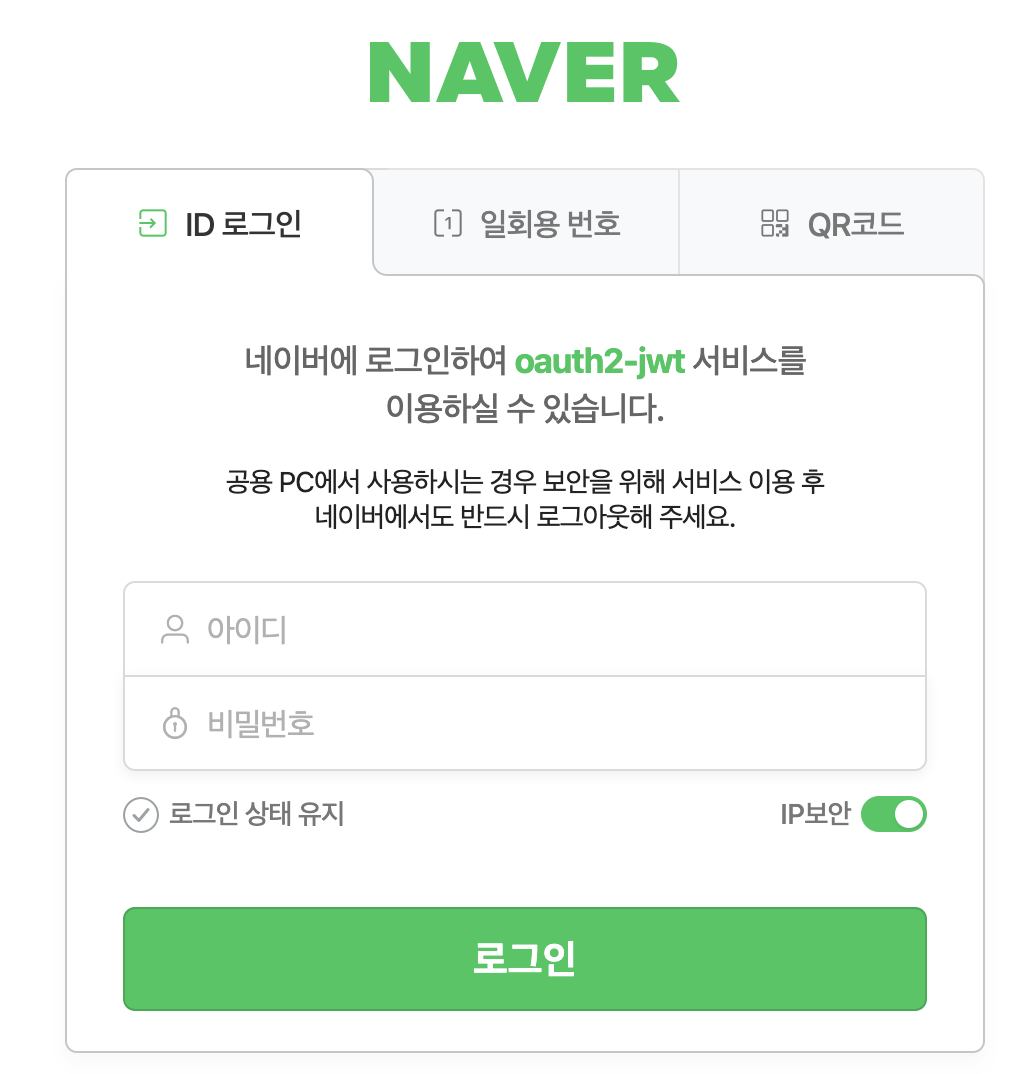 NAVER
ID 로그인
1 일회용 번호
QR코드
네이버에 로그인하여 oauth2-jwt 서비스를
이용하실 수 있습니다.
공용 PC에서 사용하시는 경우 보안을 위해 서비스 이용 후
네이버에서도 반드시 로그아웃해 주세요.
아이디
비밀번호
로그인 상태 유지
IP보안
로그인